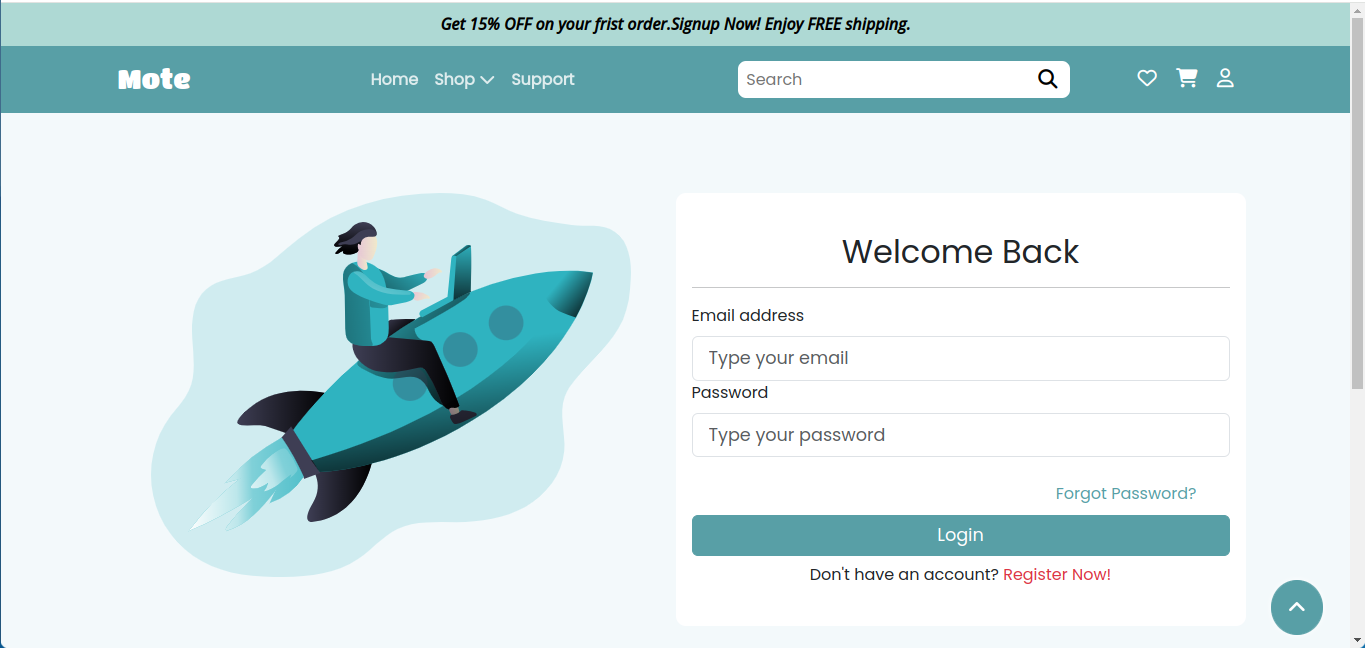 Get 15% OFF on your frist order.Signup Now! Enjoy FREE shipping.
Mote Home Shop Support Search
Welcome Back
Email address
Type your email
Password
Type your password
Forgot Password?
Login
Don't have an account? Register Now!